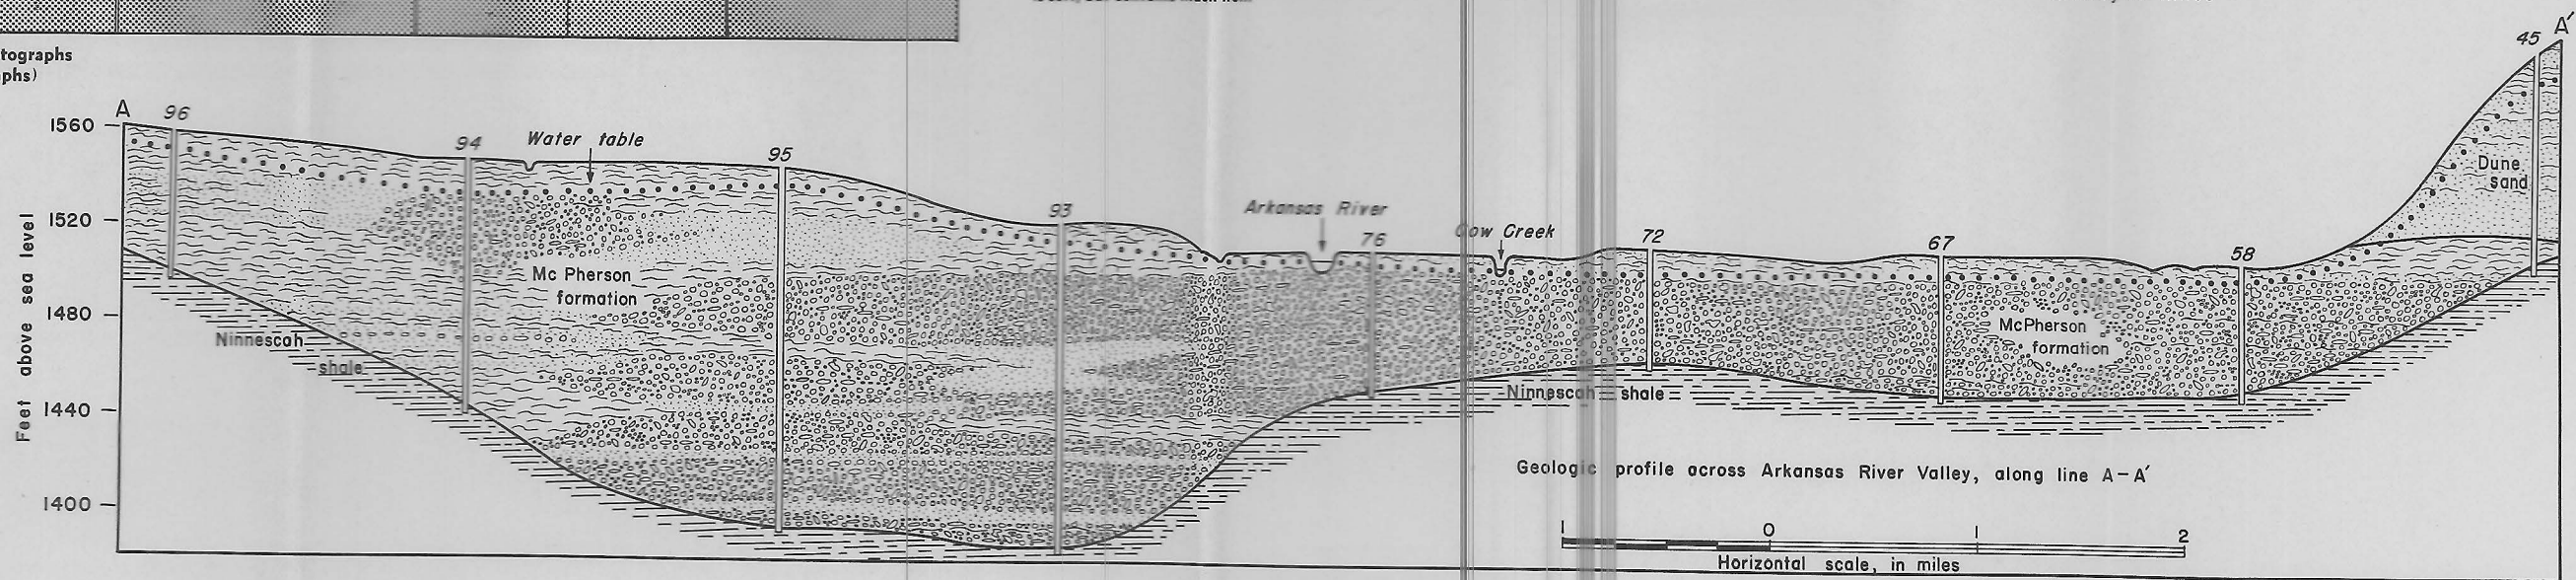 tographs
phs)
A
96
94
Water table
95
93
Arkansas River
76
Cow Creek
72
67
58
45
A′
1560
1520
1480
1440
1400
Feet above sea level
Mc Pherson
formation
Ninnescah
shale
Ninnescah shale
McPherson
formation
Dune
sand
Geologic profile across Arkansas River Valley, along line A–A′
1 0 1 2
Horizontal scale, in miles